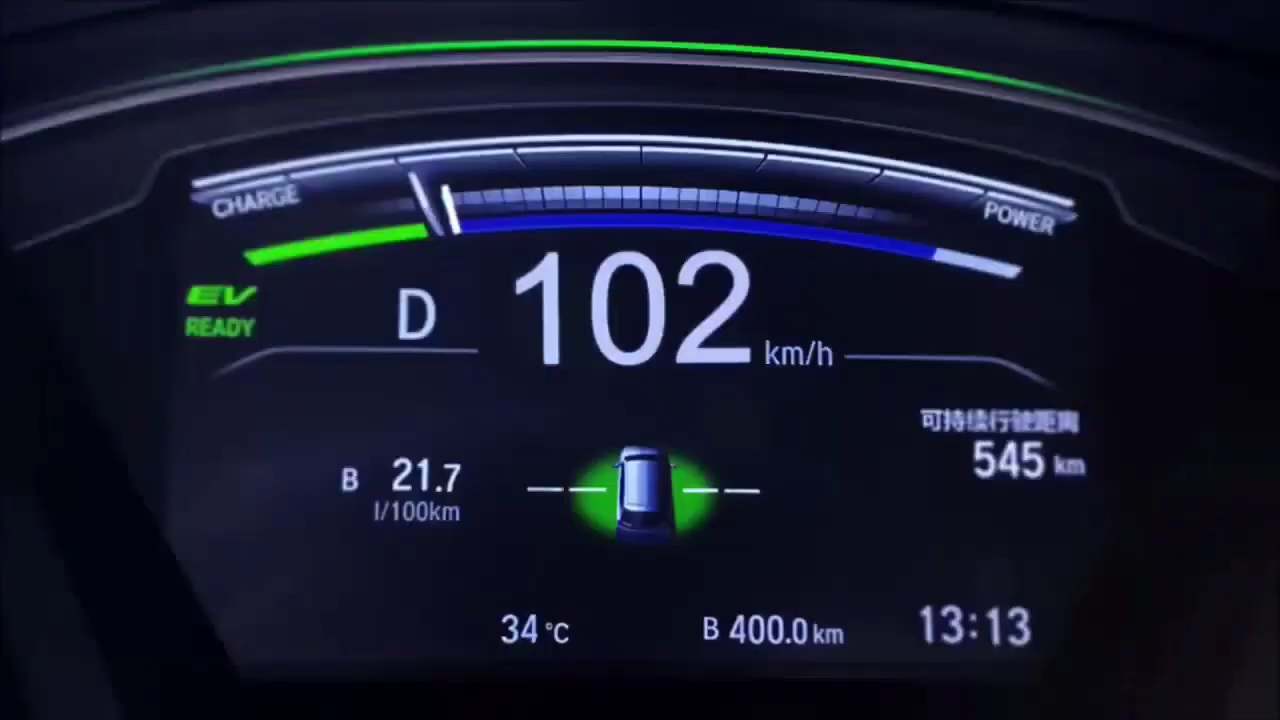 CHARGE
POWER
EV
READY
D
102 km/h
可持续行驶距离
545 km
B 21.7
l/100km
34 °C
B 400.0 km
13:13